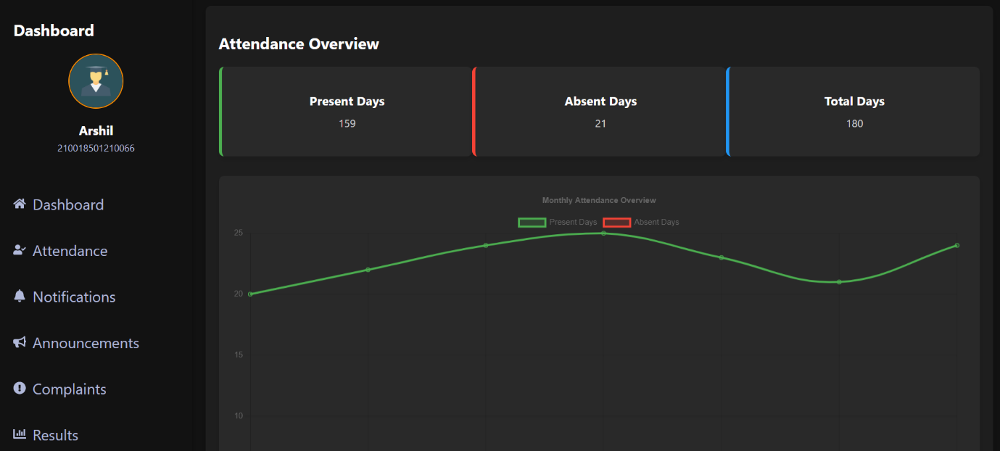 Dashboard
Arshil
210018501210066
Dashboard
Attendance
Notifications
Announcements
Complaints
Results
Attendance Overview
Present Days
159
Absent Days
21
Total Days
180
Monthly Attendance Overview
Present Days Absent Days
25
20
15
10